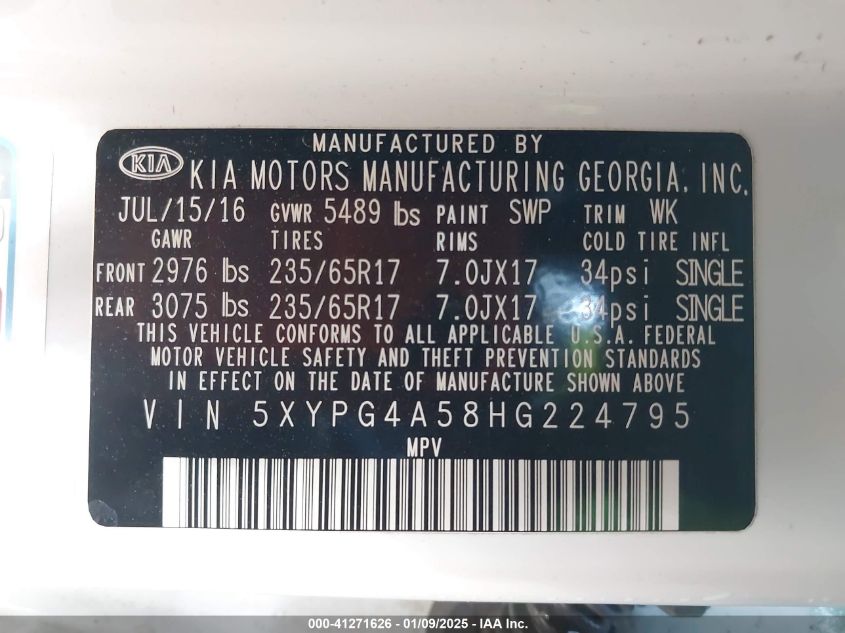 MANUFACTURED BY
KIA KIA MOTORS MANUFACTURING GEORGIA, INC.
JUL/15/16 GVWR 5489 lbs PAINT SWP TRIM WK
GAWR TIRES RIMS COLD TIRE INFL
FRONT 2976 lbs 235/65R17 7.0JX17 34psi SINGLE
REAR 3075 lbs 235/65R17 7.0JX17 34psi SINGLE
THIS VEHICLE CONFORMS TO ALL APPLICABLE U.S.A. FEDERAL
MOTOR VEHICLE SAFETY AND THEFT PREVENTION STANDARDS
IN EFFECT ON THE DATE OF MANUFACTURE SHOWN ABOVE
VIN 5XYPG4A58HG224795
MPV
000-41271626 - 01/09/2025 - IAA Inc.